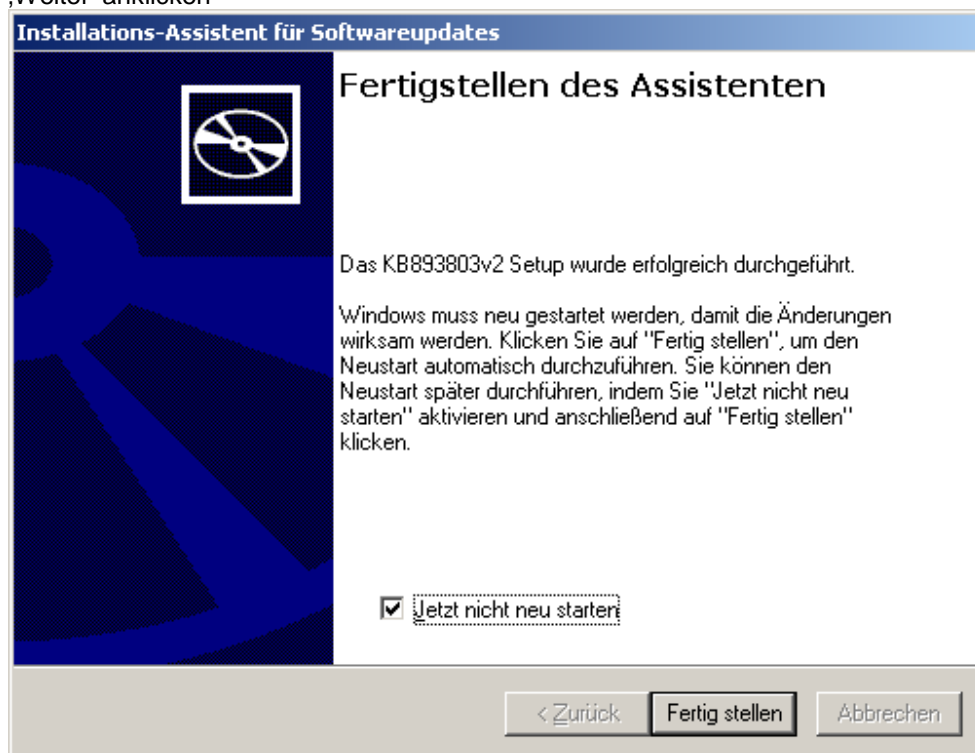 ‚Weiter‘ anklicken
Installations-Assistent für Softwareupdates
Fertigstellen des Assistenten
Das KB893803v2 Setup wurde erfolgreich durchgeführt.
Windows muss neu gestartet werden, damit die Änderungen
wirksam werden. Klicken Sie auf "Fertig stellen", um den
Neustart automatisch durchzuführen. Sie können den
Neustart später durchführen, indem Sie "Jetzt nicht neu
starten" aktivieren und anschließend auf "Fertig stellen"
klicken.
Jetzt nicht neu starten
< Zurück Fertig stellen Abbrechen